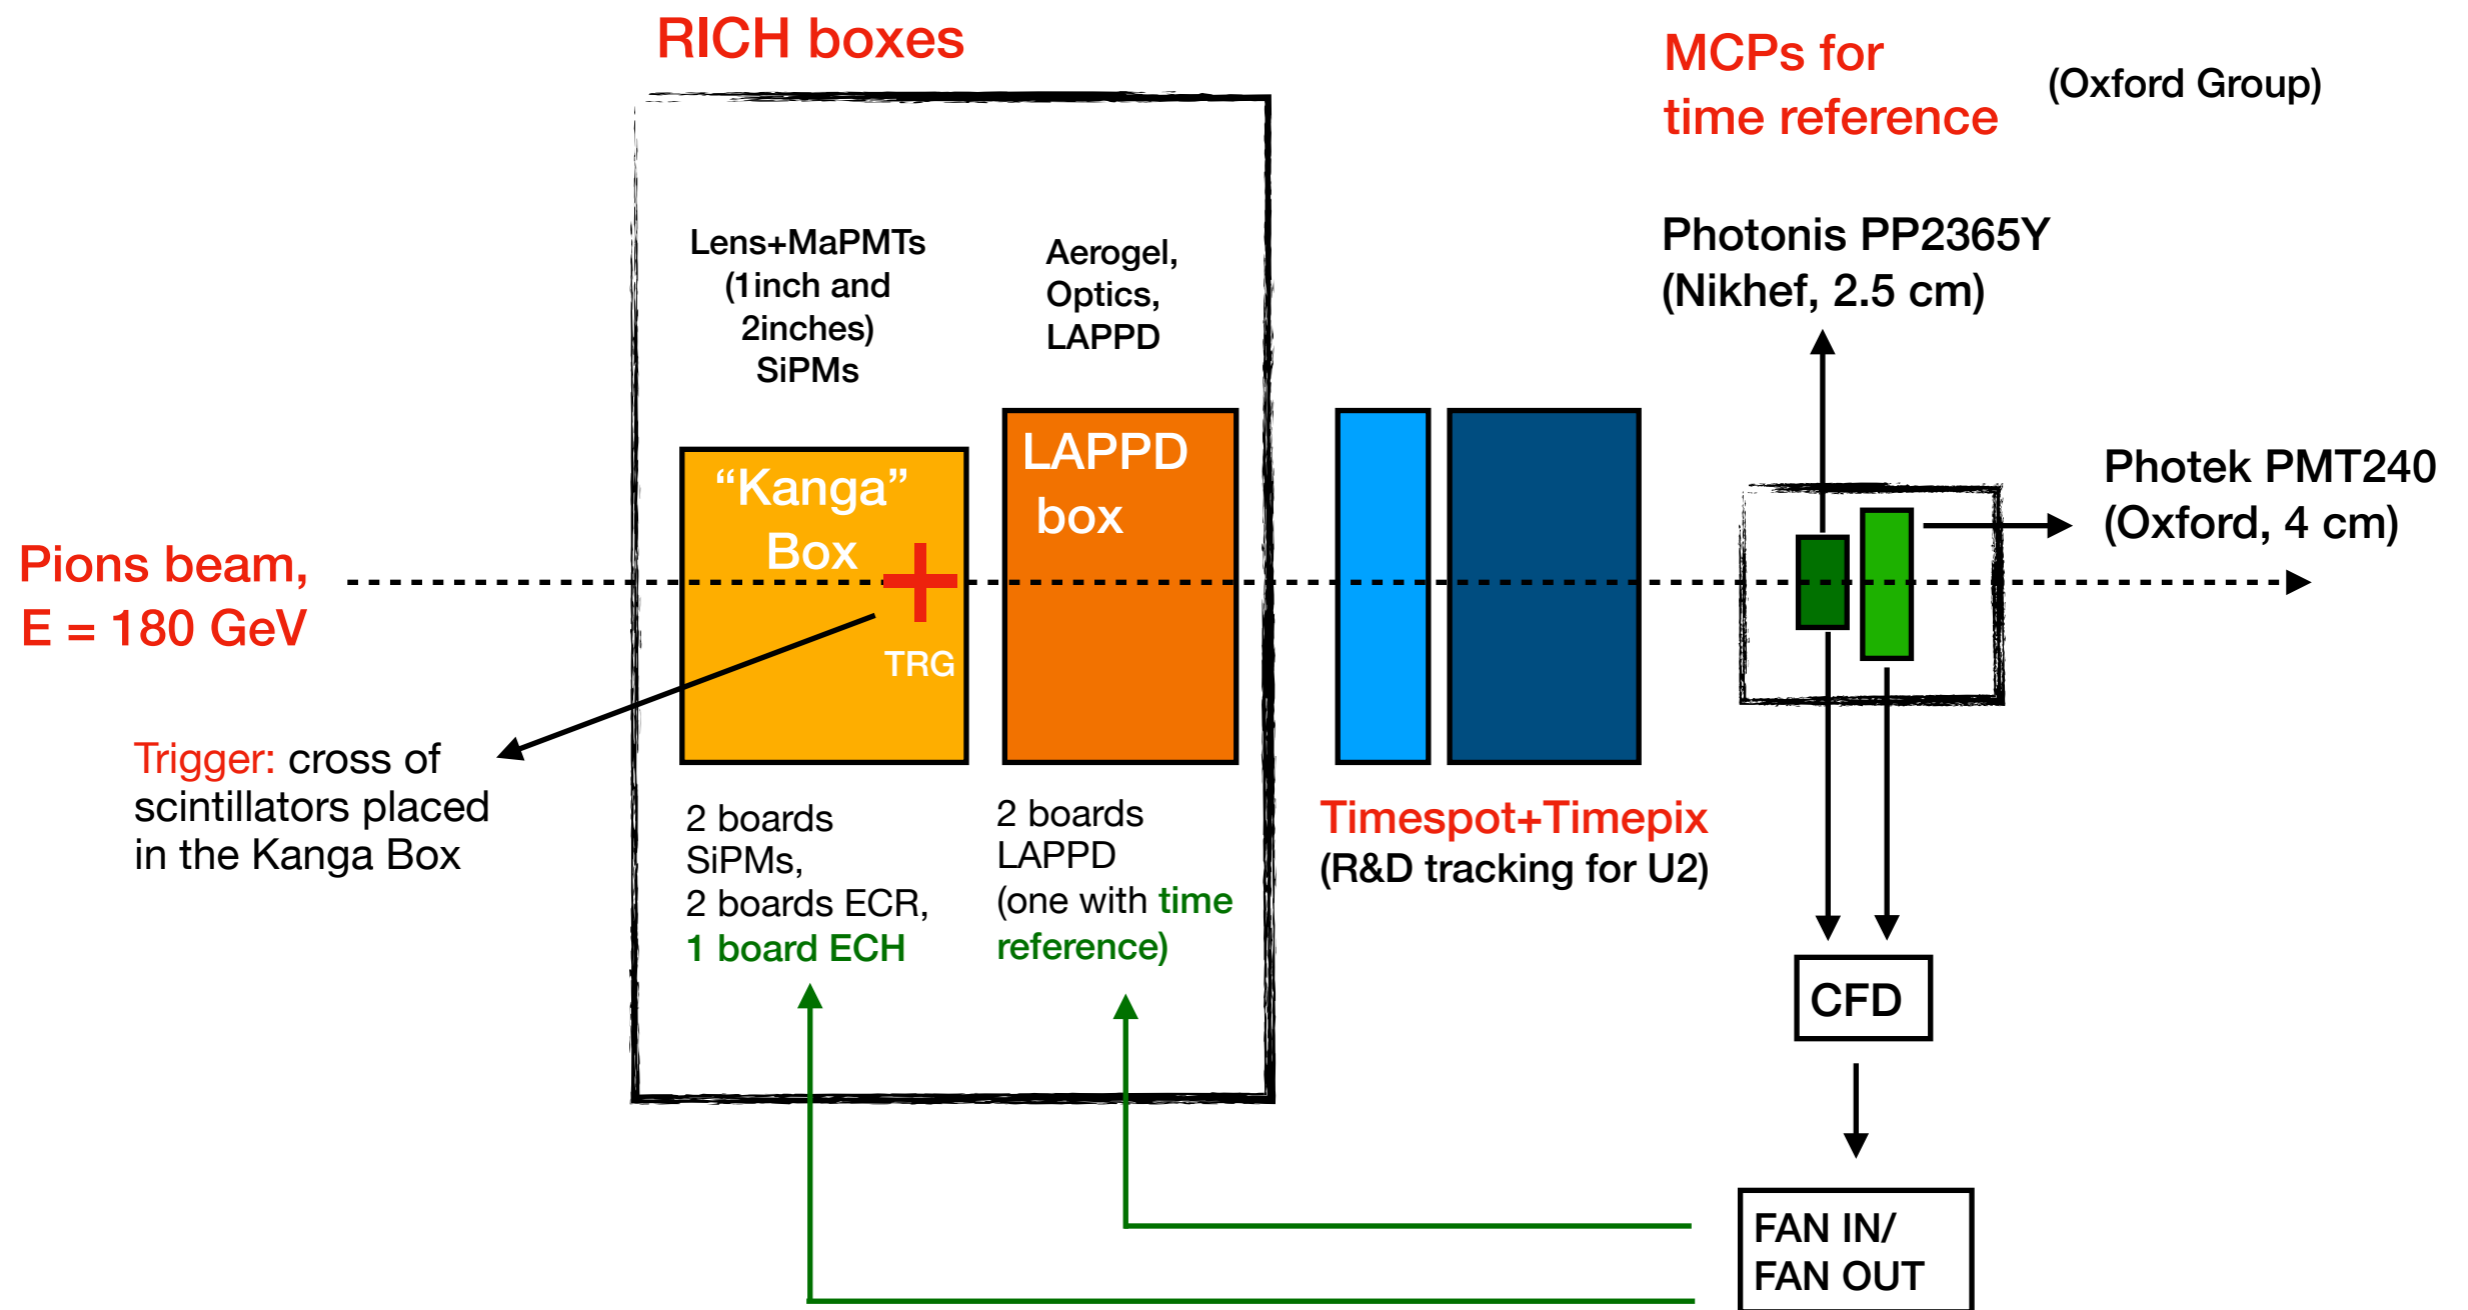 RICH boxes
MCPs for
time reference
(Oxford Group)
Lens+MaPMTs
(1inch and
2inches)
SiPMs
Aerogel,
Optics,
LAPPD
Photonis PP2365Y
(Nikhef, 2.5 cm)
Photek PMT240
(Oxford, 4 cm)
“Kanga”
Box
TRG
LAPPD
box
Pions beam,
E = 180 GeV
Trigger: cross of
scintillators placed
in the Kanga Box
2 boards
SiPMs,
2 boards ECR,
1 board ECH
2 boards
LAPPD
(one with time
reference)
Timespot+Timepix
(R&D tracking for U2)
CFD
FAN IN/
FAN OUT